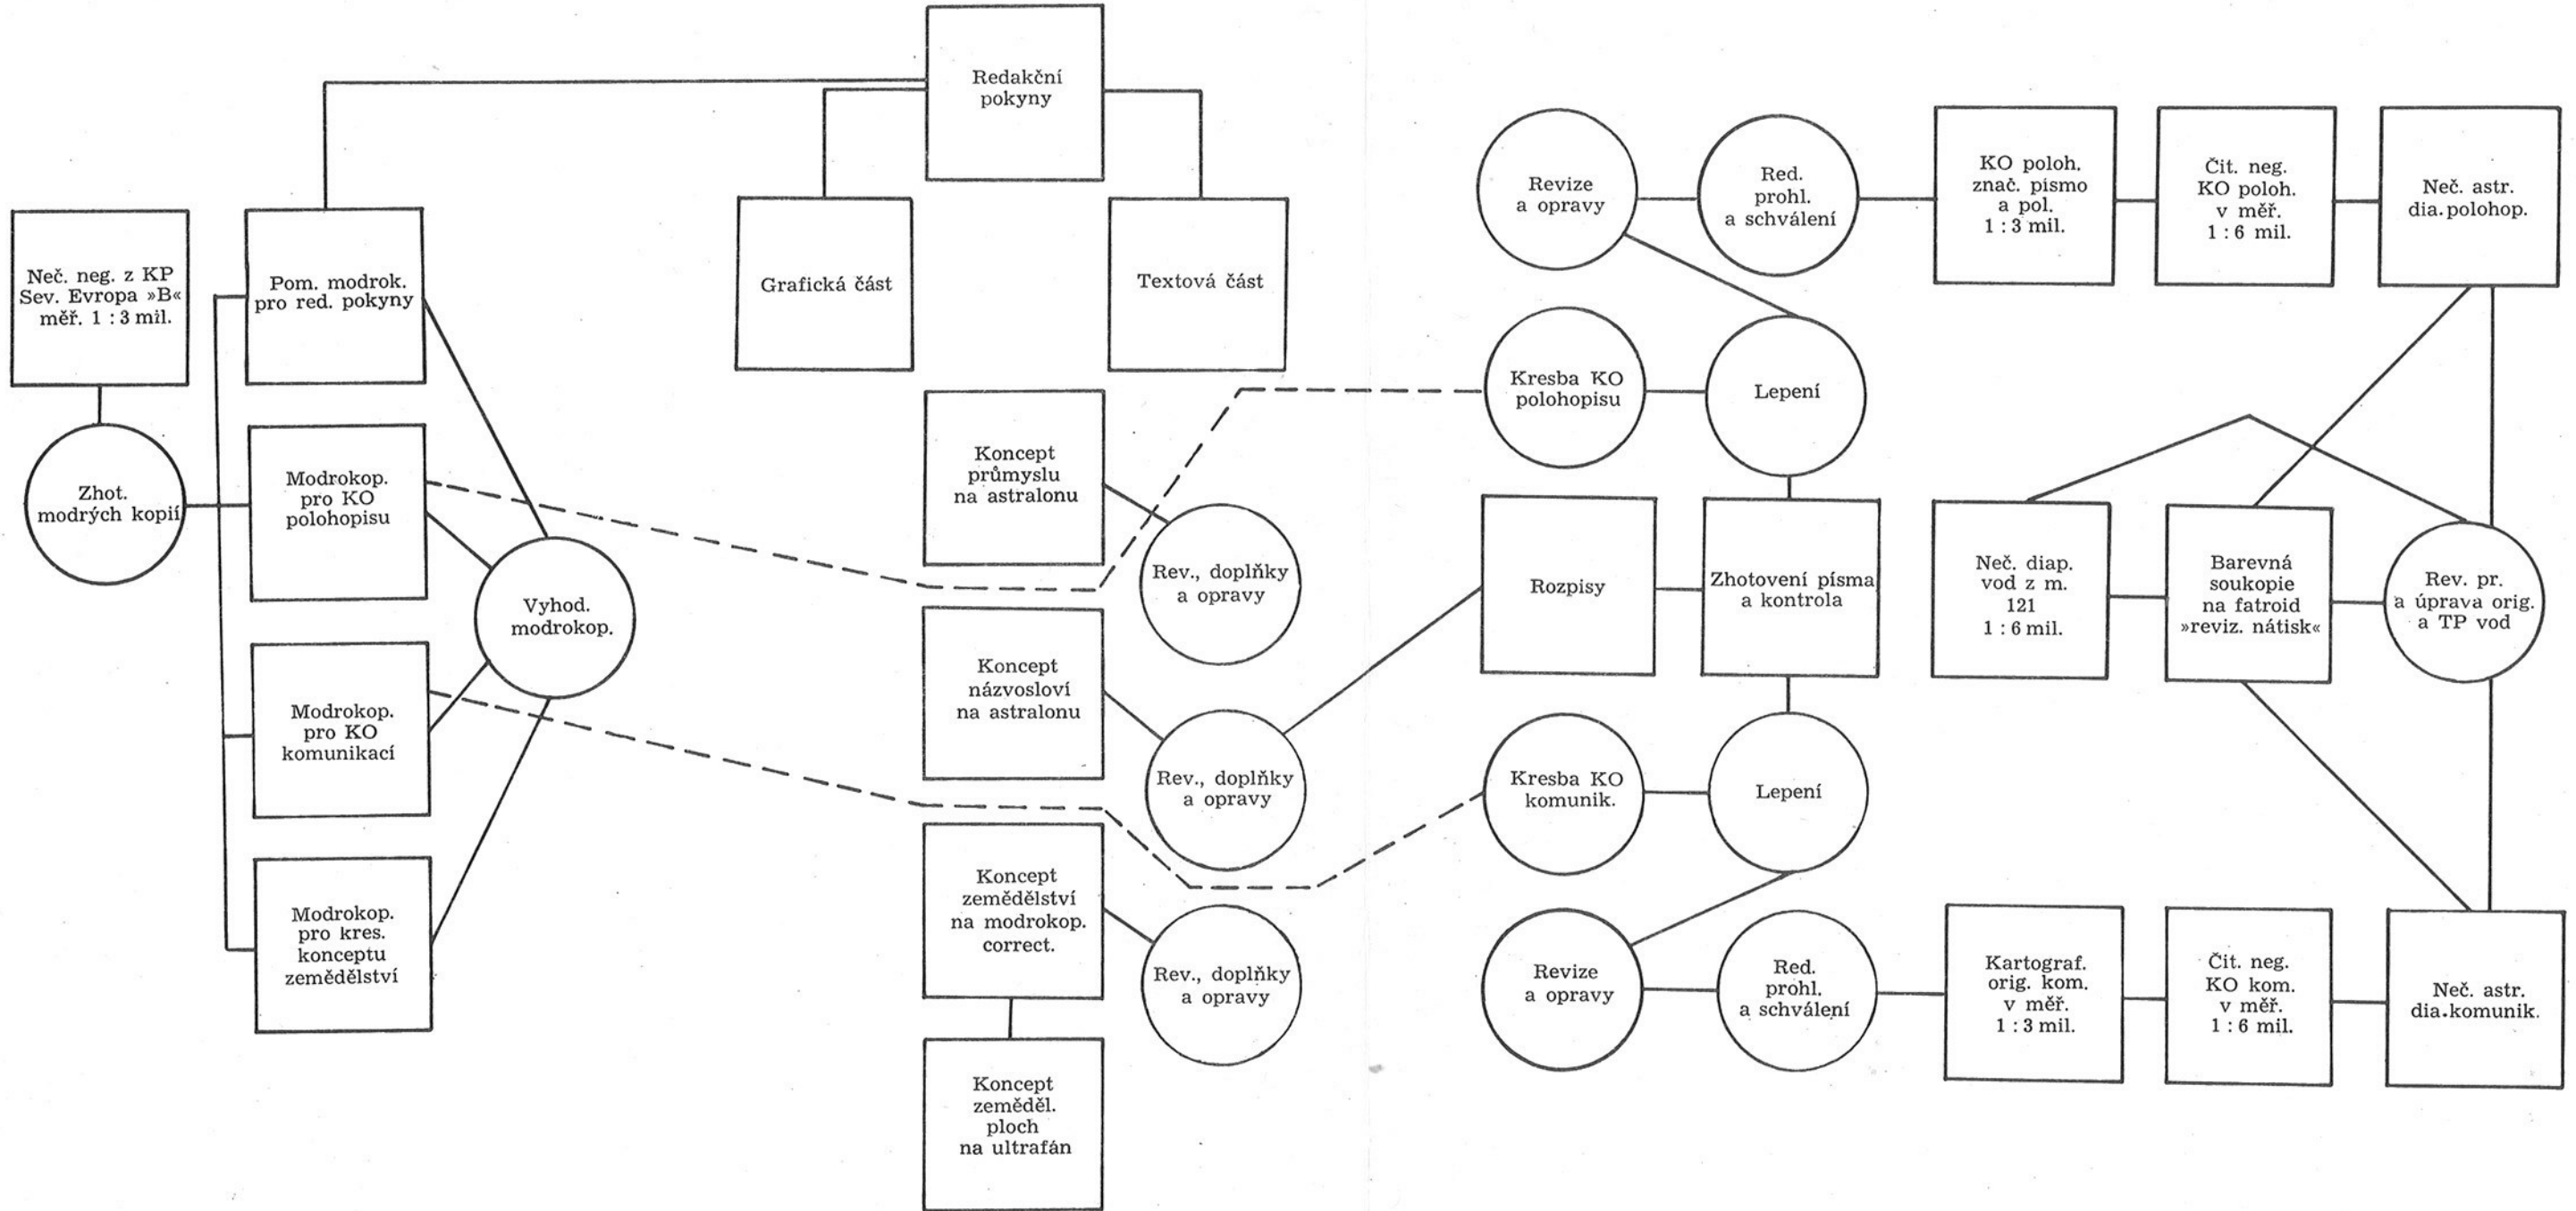 Redakční
pokyny
Neč. neg. z KP
Sev. Evropa »B«
měř. 1 : 3 mil.
Pom. modrok.
pro red. pokyny
Grafická část
Textová část
Zhot.
modrých kopií
Modrokop.
pro KO
polohopisu
Modrokop.
pro KO
komunikací
Modrokop.
pro kres.
konceptu
zemědělství
Vyhod.
modrokop.
Koncept
průmyslu
na astralonu
Rev., doplňky
a opravy
Koncept
názvosloví
na astralonu
Rev., doplňky
a opravy
Koncept
zemědělství
na modrokop.
correct.
Rev., doplňky
a opravy
Koncept
zeměděl.
ploch
na ultrafán
Revize
a opravy
Red.
prohl.
a schválení
KO poloh.
znač. písmo
a pol.
1 : 3 mil.
Čit. neg.
KO poloh.
v měř.
1 : 6 mil.
Neč. astr.
dia.polohop.
Kresba KO
polohopisu
Lepení
Rozpisy
Zhotovení písma
a kontrola
Neč. diap.
vod z m.
121
1 : 6 mil.
Barevná
soukopie
na fatroid
»reviz. nátisk«
Rev. pr.
a úprava orig.
a TP vod
Kresba KO
komunik.
Lepení
Revize
a opravy
Red.
prohl.
a schválení
Kartograf.
orig. kom.
v měř.
1 : 3 mil.
Čit. neg.
KO kom.
v měř.
1 : 6 mil.
Neč. astr.
dia.komunik.